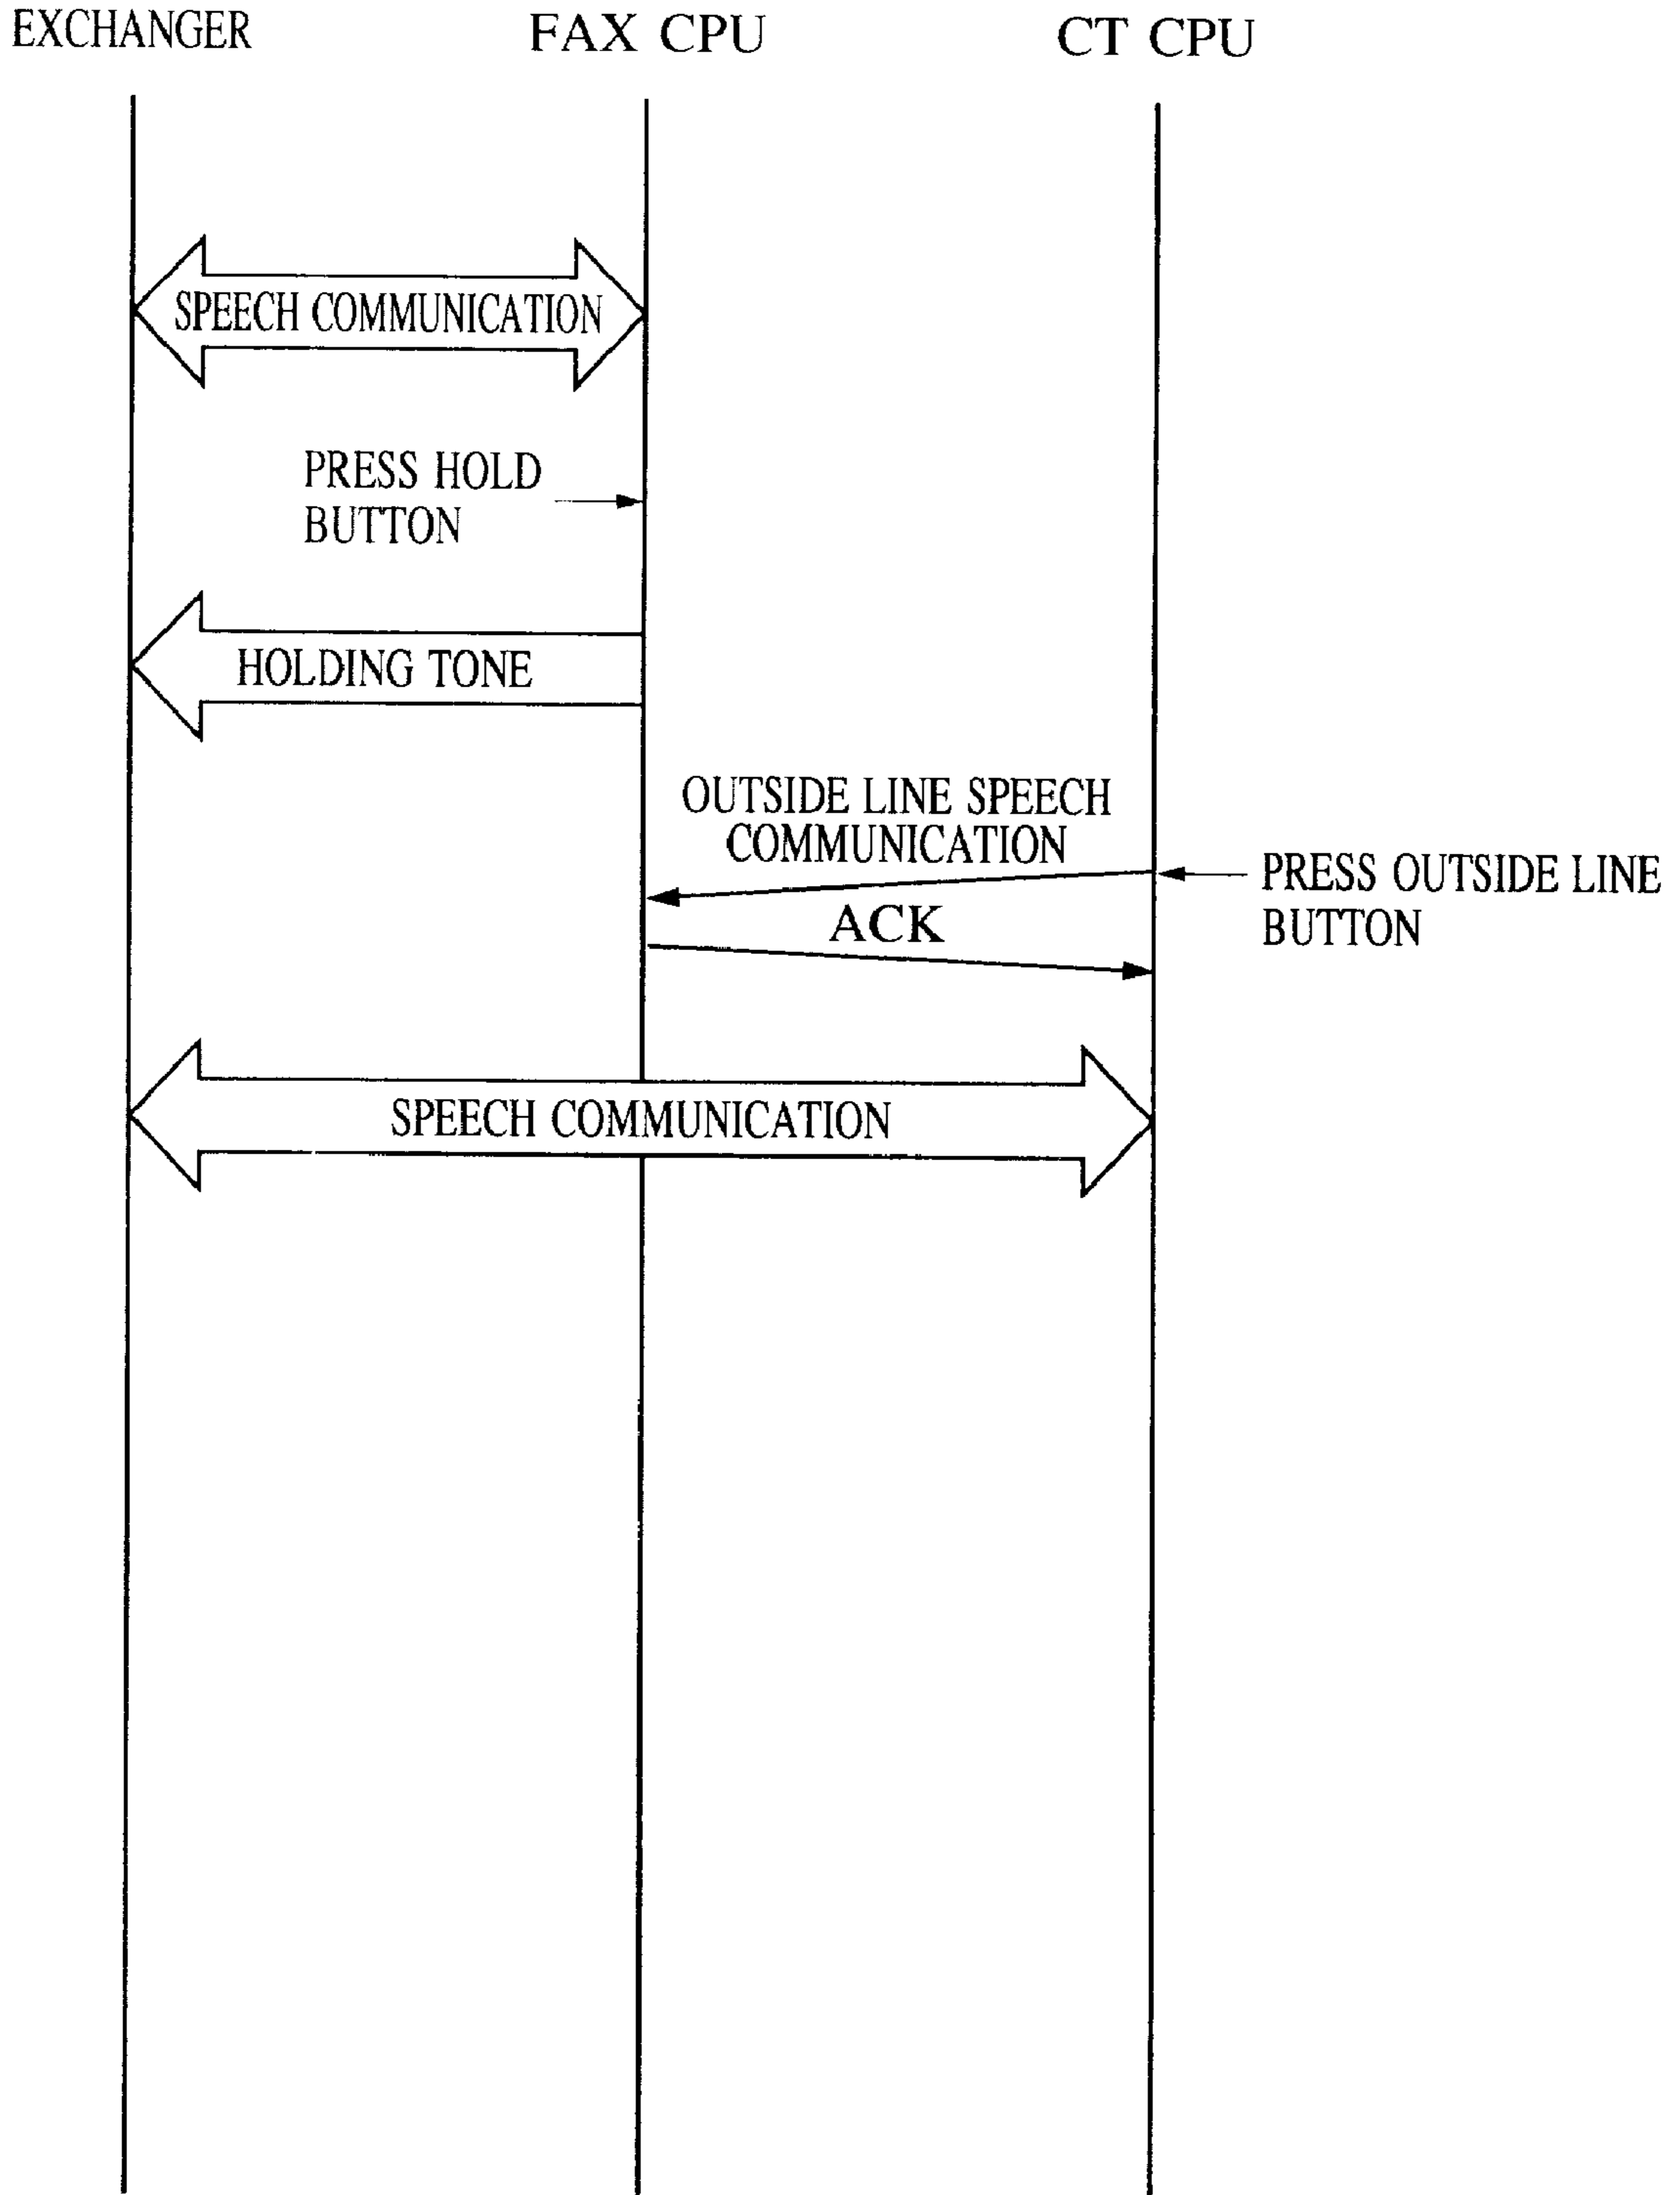 EXCHANGER
FAX CPU
CT CPU
SPEECH COMMUNICATION
PRESS HOLD
BUTTON
HOLDING TONE
OUTSIDE LINE SPEECH
COMMUNICATION
PRESS OUTSIDE LINE
BUTTON
ACK
SPEECH COMMUNICATION